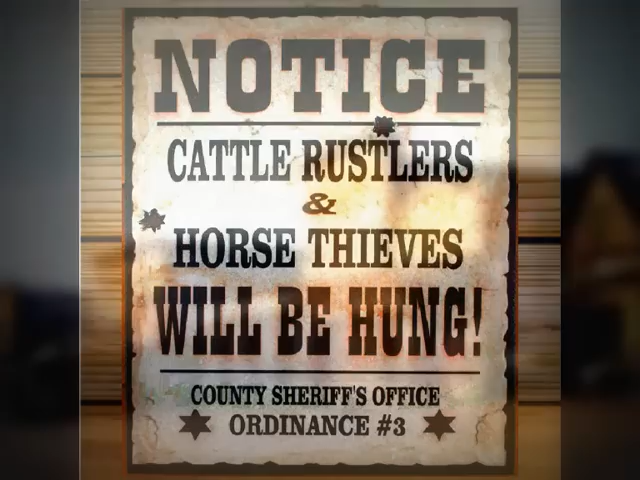 NOTICE
CATTLE RUSTLERS
&
HORSE THIEVES
WILL BE HUNG!
COUNTY SHERIFF'S OFFICE
ORDINANCE #3